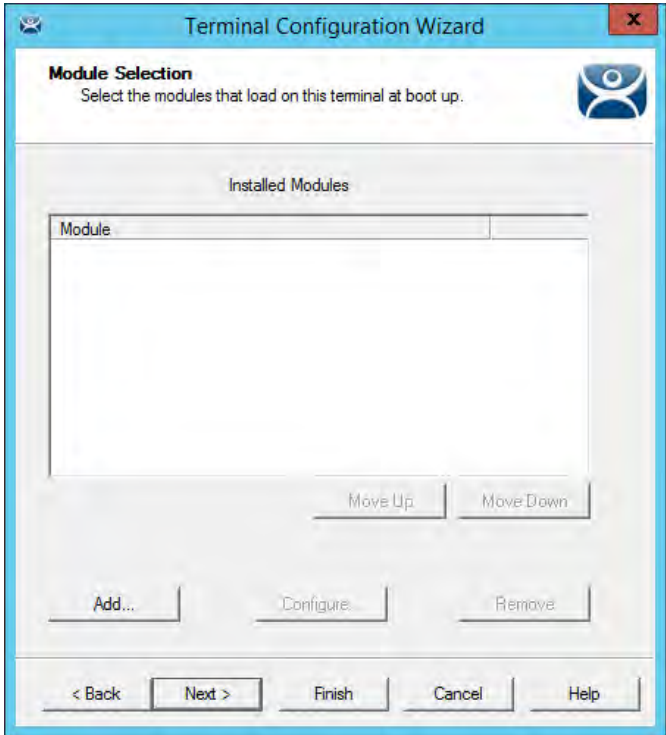 Terminal Configuration Wizard
x
Module Selection
Select the modules that load on this terminal at boot up.
Installed Modules
Module
Move Up
Move Down
Add...
Configure
Remove
< Back
Next >
Finish
Cancel
Help